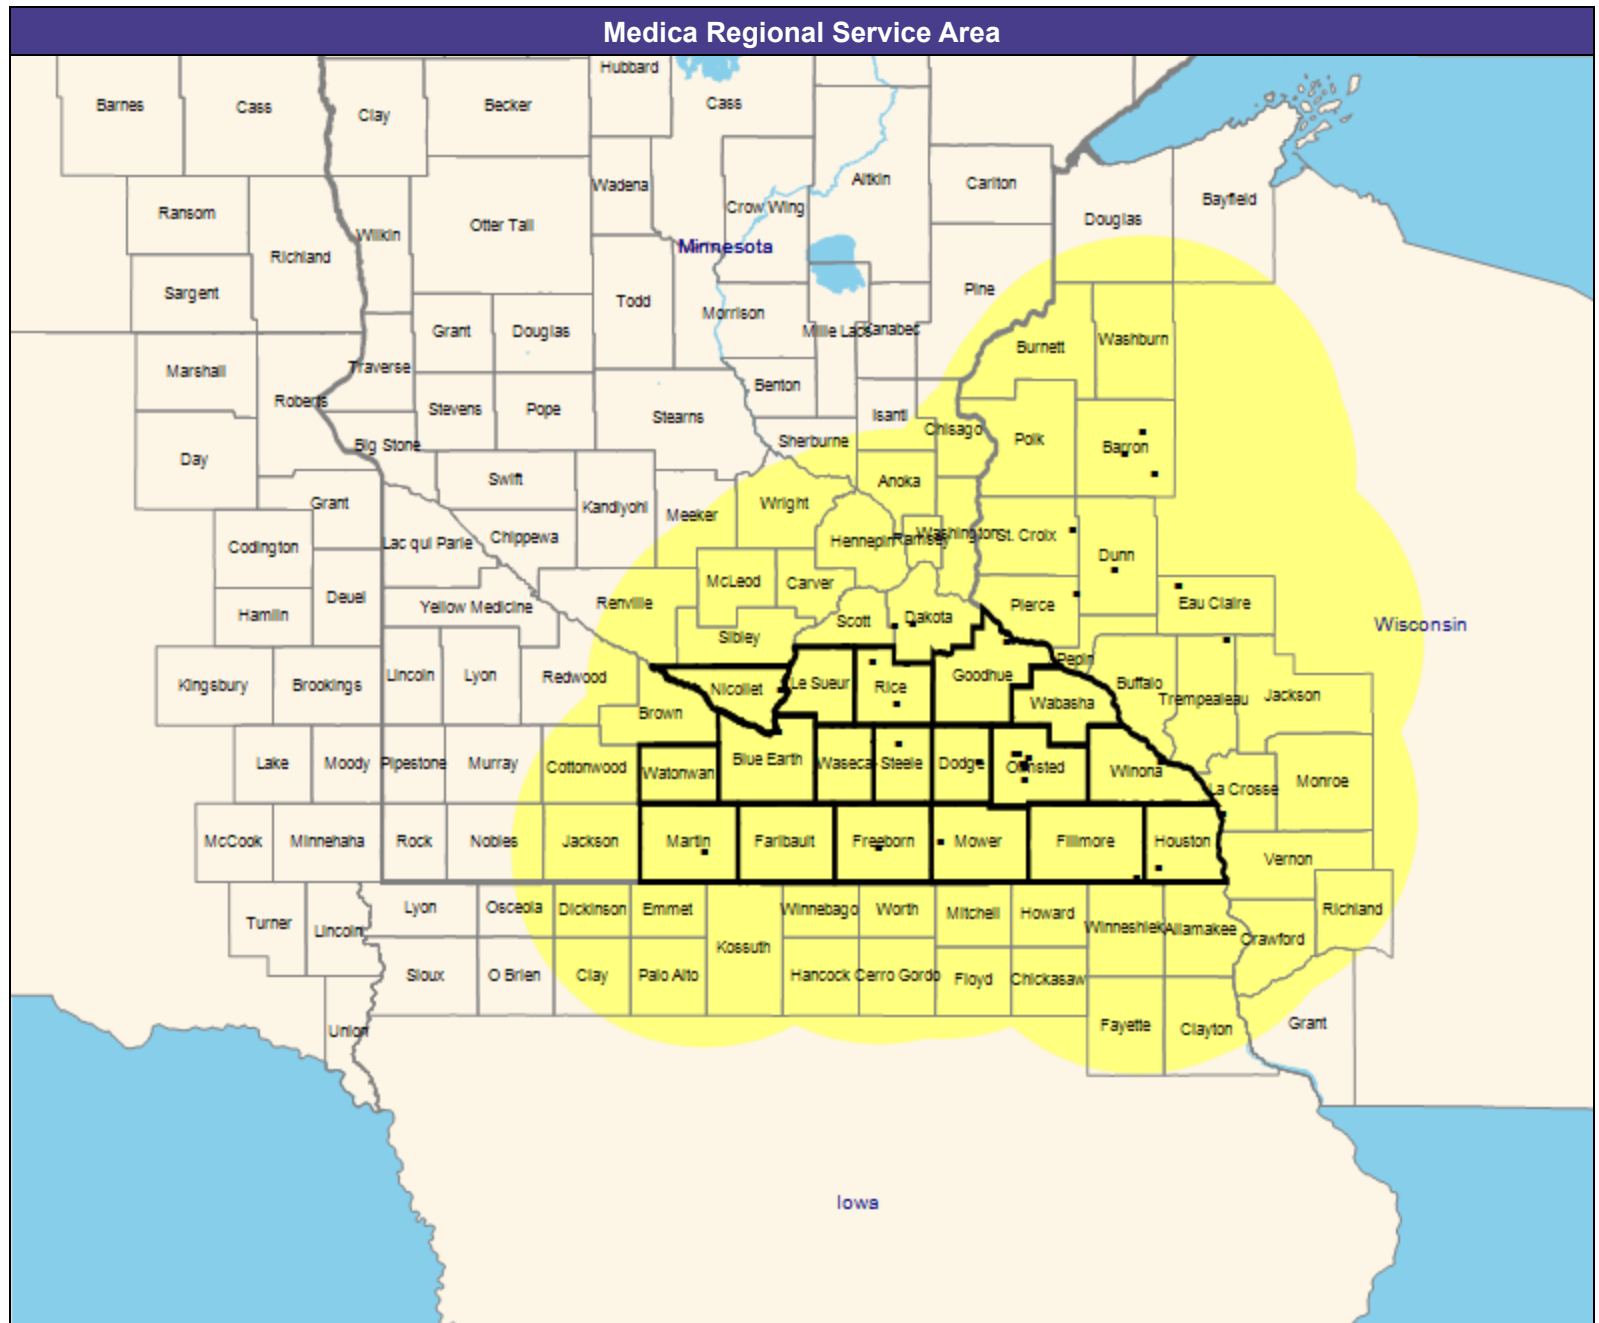 Medica Regional Service Area
Hubbard
Barnes
Cass
Clay
Becker
Cass
Wadena
Aitkin
Carlton
Ransom
Wilkin
Otter Tail
Crow Wing
Douglas
Bayfield
Richland
Minnesota
Sargent
Todd
Morrison
Pine
Grant
Douglas
Mille Lacs
Kanabec
Burnett
Washburn
Marshall
Traverse
Roberts
Stevens
Pope
Stearns
Benton
Isanti
Chisago
Polk
Barron
Big Stone
Sherburne
Day
Swift
Anoka
Grant
Kandiyohi
Meeker
Wright
Codington
Lac qui Parle
Chippewa
Hennepin
Ramsey
Washington
St. Croix
Dunn
Deuel
McLeod
Carver
Hamlin
Yellow Medicine
Renville
Scott
Dakota
Pierce
Eau Claire
Sibley
Wisconsin
Pepin
Kingsbury
Brookings
Lincoln
Lyon
Redwood
Nicollet
Le Sueur
Rice
Goodhue
Wabasha
Buffalo
Trempealeau
Jackson
Brown
Lake
Moody
Pipestone
Murray
Cottonwood
Watonwan
Blue Earth
Waseca
Steele
Dodge
Olmsted
Winona
La Crosse
Monroe
McCook
Minnehaha
Rock
Nobles
Jackson
Martin
Faribault
Freeborn
Mower
Fillmore
Houston
Vernon
Turner
Lincoln
Lyon
Osceola
Dickinson
Emmet
Kossuth
Winnebago
Worth
Mitchell
Howard
Winneshiek
Allamakee
Crawford
Richland
Sioux
O Brien
Clay
Palo Alto
Hancock
Cerro Gordo
Floyd
Chickasaw
Union
Fayette
Clayton
Grant
Iowa